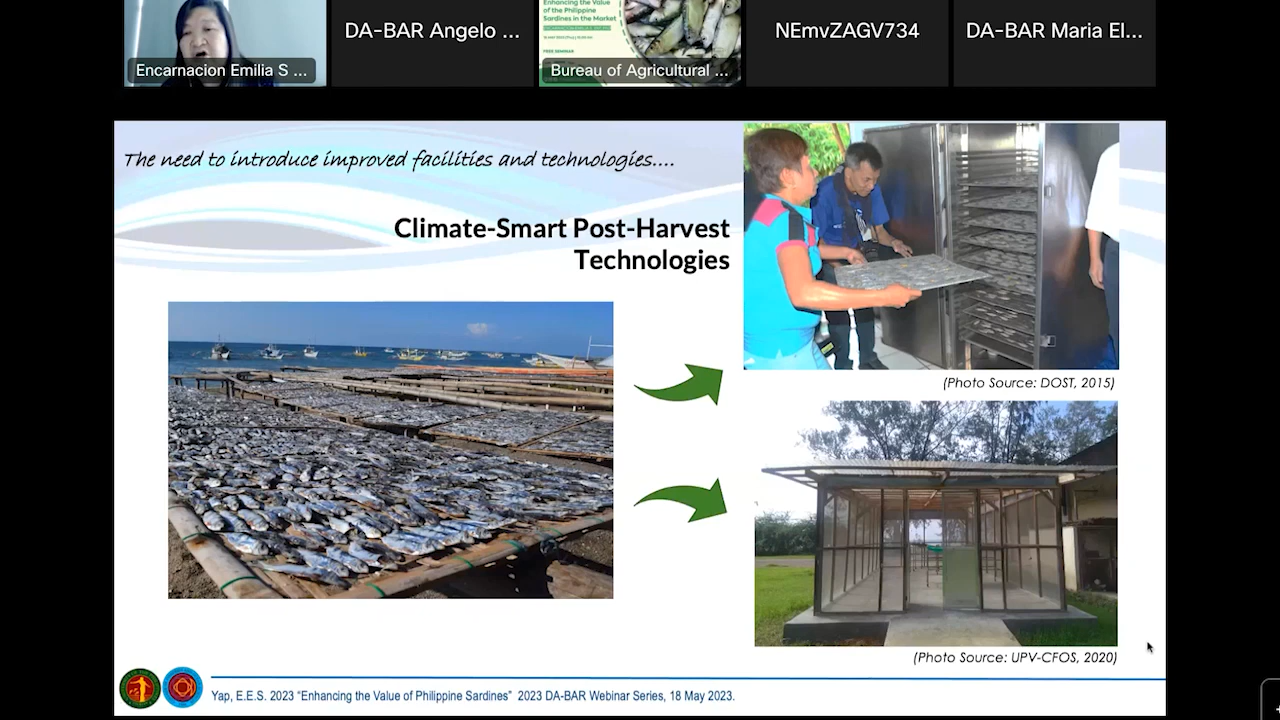 Encarnacion Emilia S ...
DA-BAR Angelo ...
Enhancing the Value
of the Philippine
Sardines in the Market
FREE SEMINAR
Bureau of Agricultural ...
NEmvZAGV734
DA-BAR Maria El...
The need to introduce improved facilities and technologies....
Climate-Smart Post-Harvest
Technologies
(Photo Source: DOST, 2015)
(Photo Source: UPV-CFOS, 2020)
Yap, E.E.S. 2023 "Enhancing the Value of Philippine Sardines" 2023 DA-BAR Webinar Series, 18 May 2023.